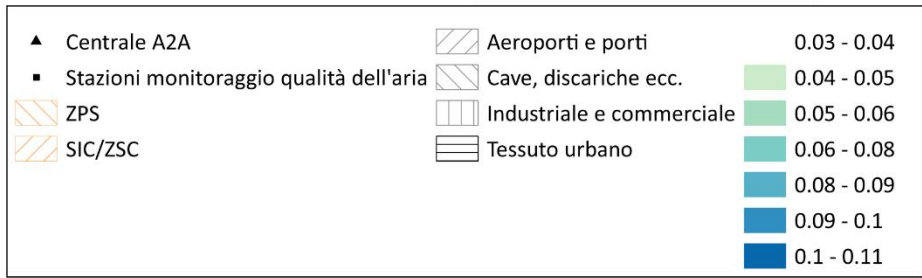 Centrale A2A
Stazioni monitoraggio qualità dell'aria
ZPS
SIC/ZSC
Aeroporti e porti
Cave, discariche ecc.
Industriale e commerciale
Tessuto urbano
0.03 - 0.04
0.04 - 0.05
0.05 - 0.06
0.06 - 0.08
0.08 - 0.09
0.09 - 0.1
0.1 - 0.11